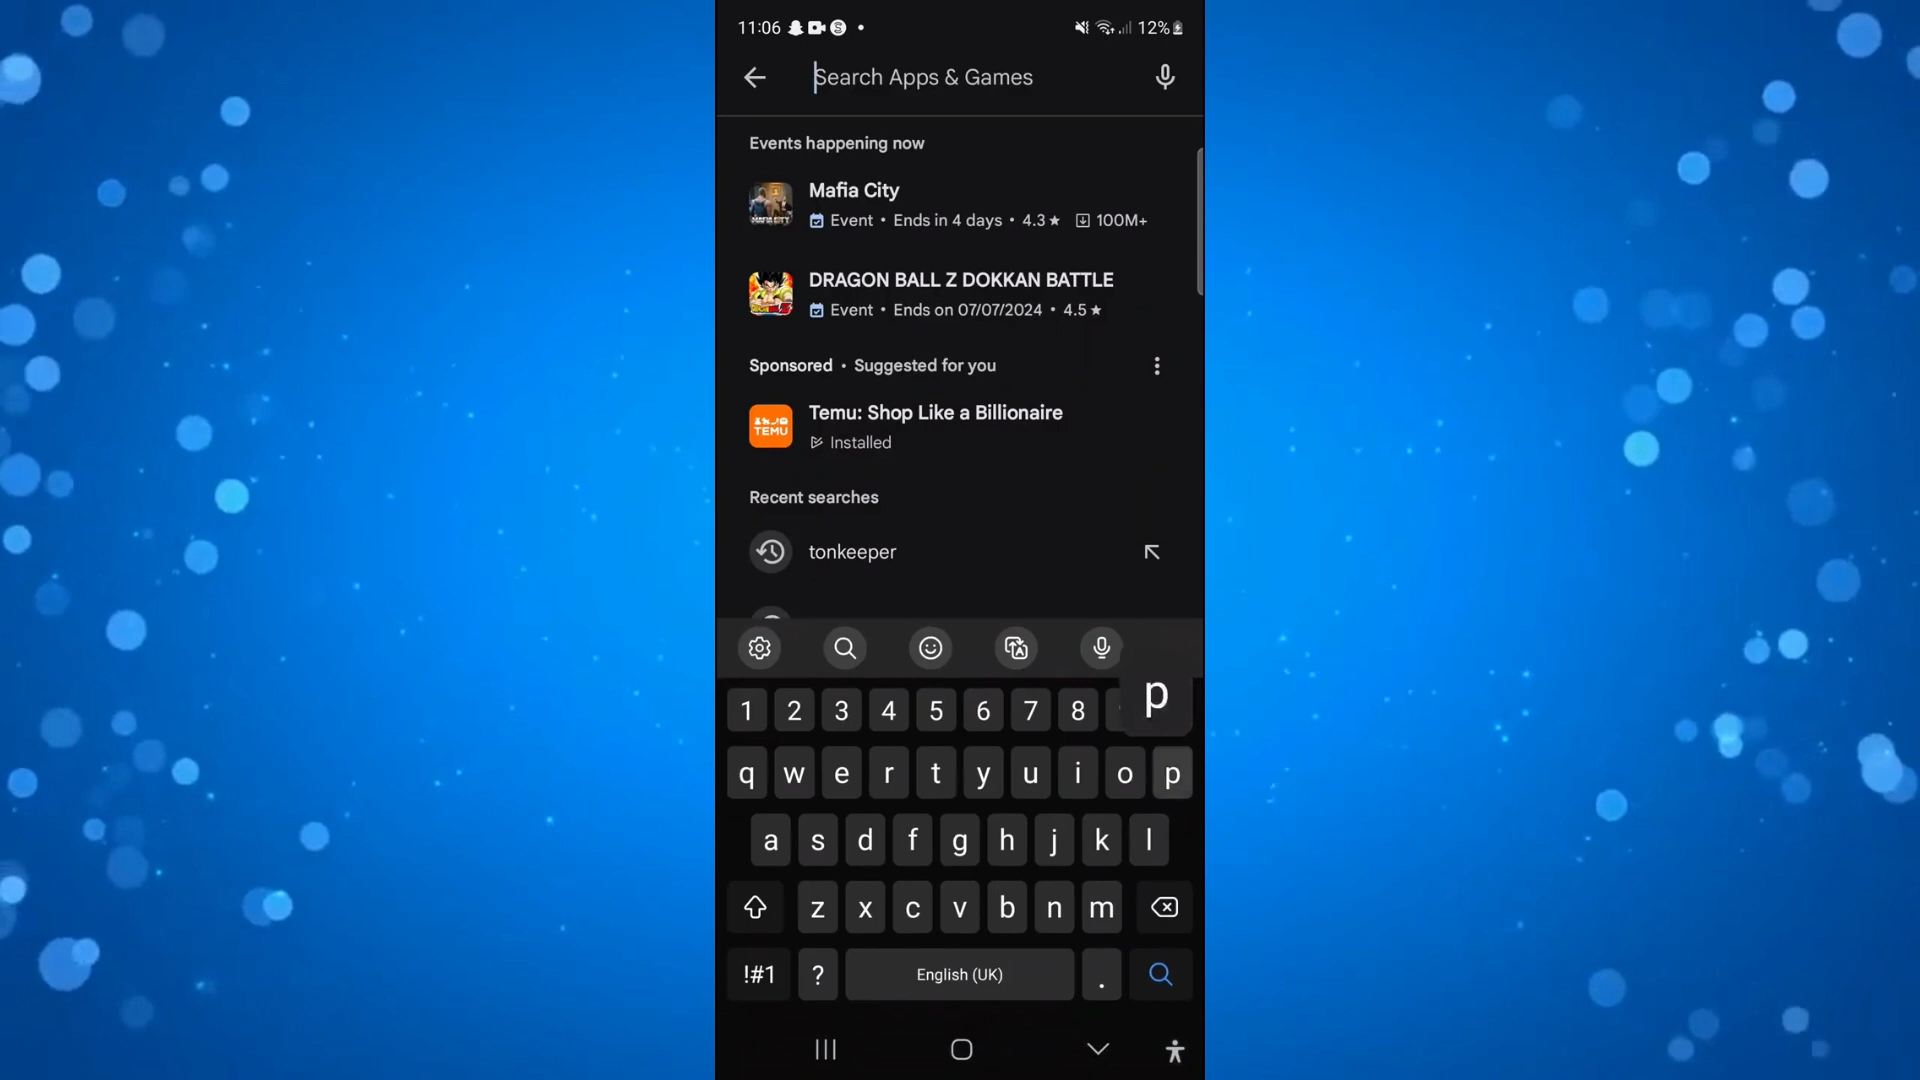 11:06 12%
Search Apps & Games
Events happening now
Mafia City
Event • Ends in 4 days • 4.3★ 100M+
DRAGON BALL Z DOKKAN BATTLE
Event • Ends on 07/07/2024 • 4.5★
Sponsored • Suggested for you
TEMU
Temu: Shop Like a Billionaire
Installed
Recent searches
tonkeeper
p
1 2 3 4 5 6 7 8
q w e r t y u i o p
a s d f g h j k l
z x c v b n m
!#1 ? English (UK) .